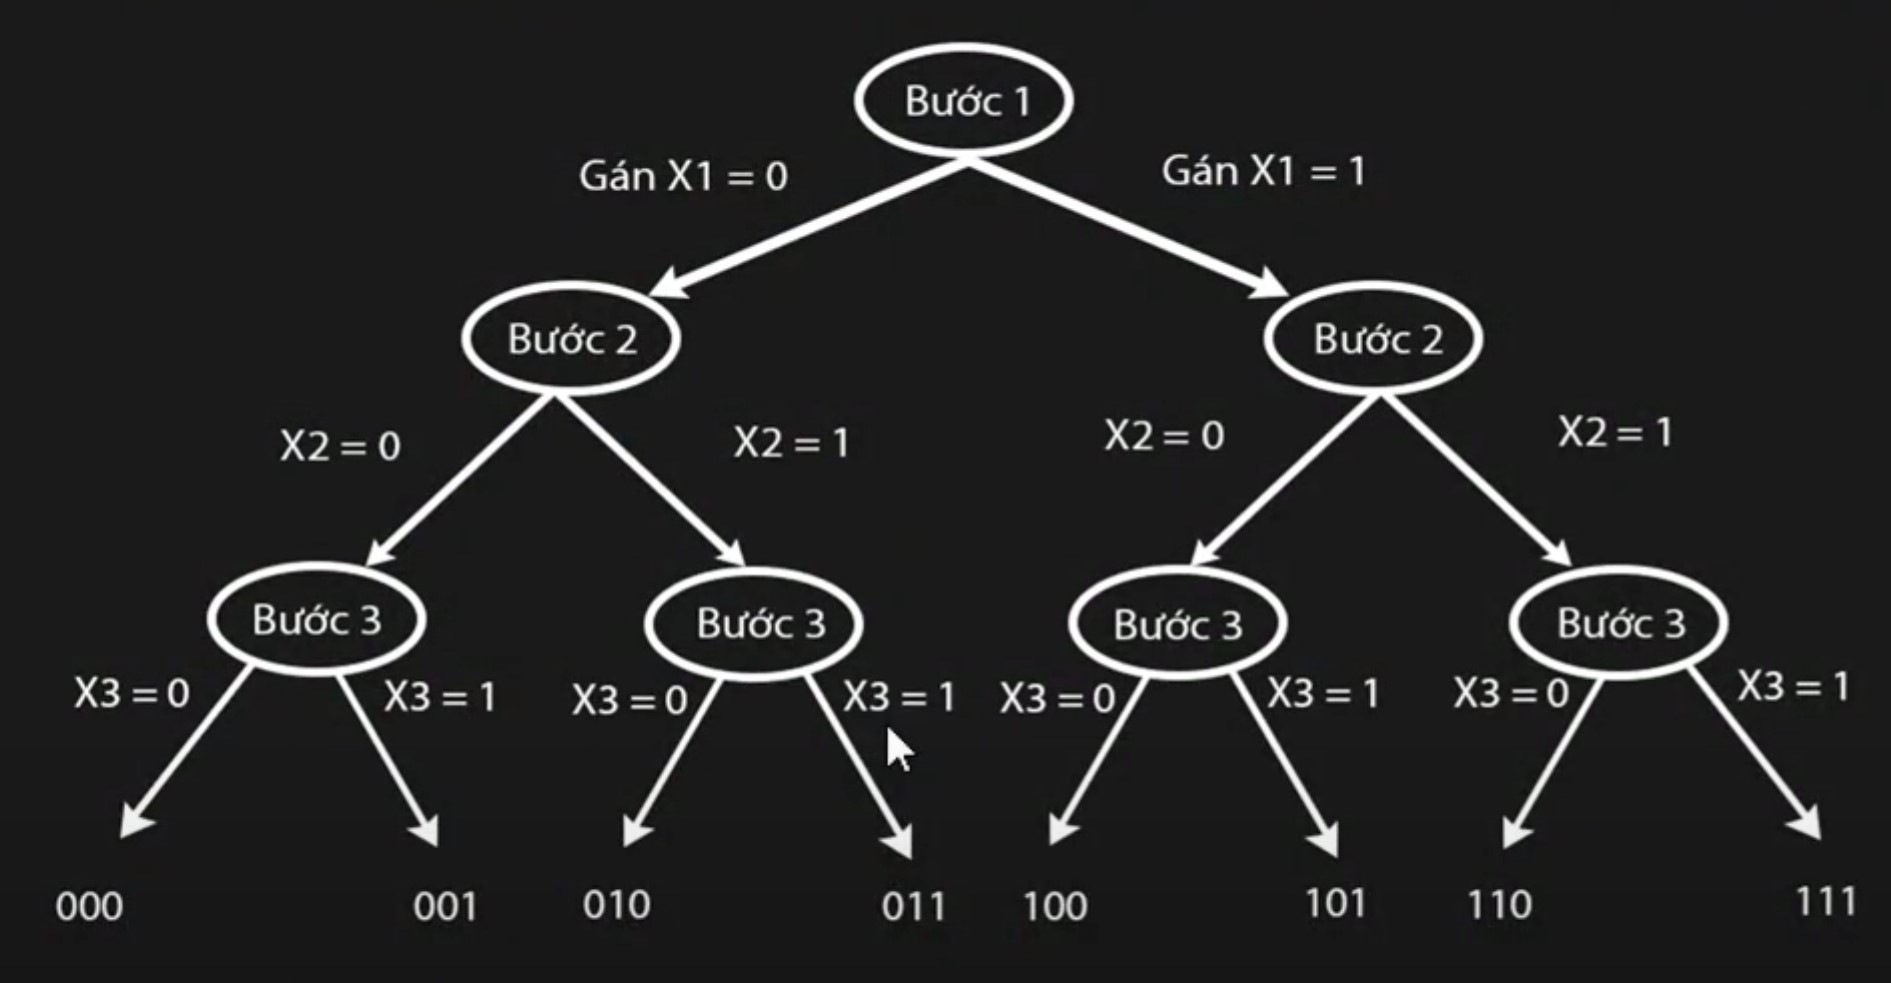 Bước 1
Gán X1 = 0
Gán X1 = 1
Bước 2
Bước 2
X2 = 0
X2 = 1
X2 = 0
X2 = 1
Bước 3
Bước 3
Bước 3
Bước 3
X3 = 0
X3 = 1
X3 = 0
X3 = 1
X3 = 0
X3 = 1
X3 = 0
X3 = 1
000
001
010
011
100
101
110
111